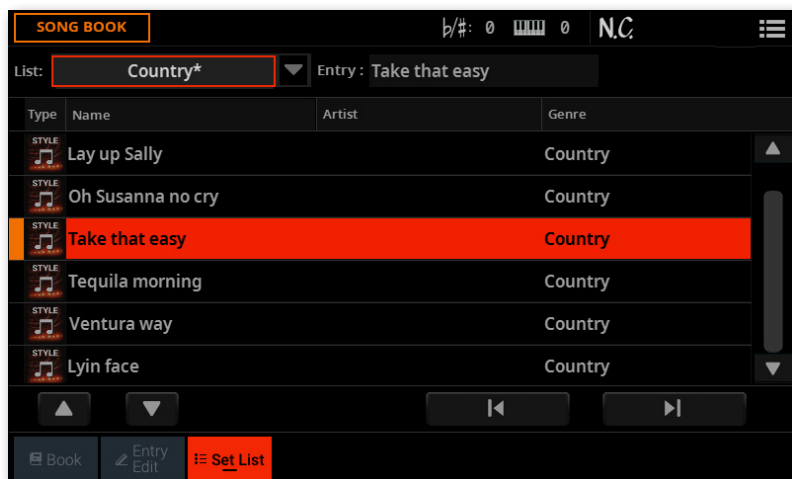 SONG BOOK ♭/#: 0 0 N.C.
List: Country* Entry : Take that easy
Type Name Artist Genre
STYLE Lay up Sally Country
STYLE Oh Susanna no cry Country
STYLE Take that easy Country
STYLE Tequila morning Country
STYLE Ventura way Country
STYLE Lyin face Country
Book Entry Edit Set List